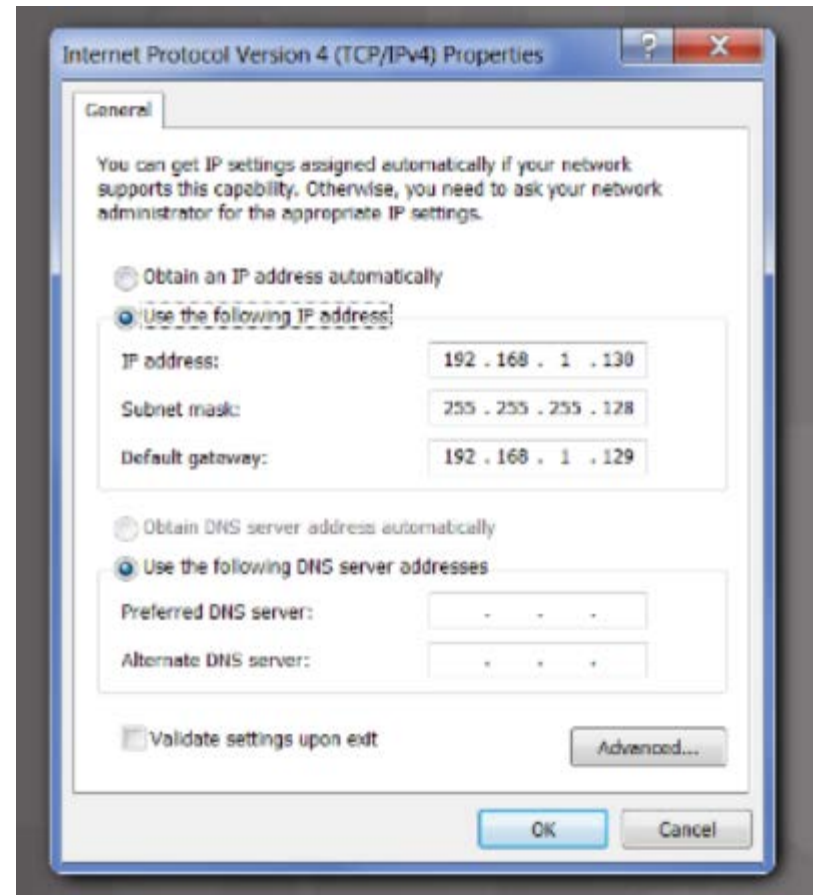 Internet Protocol Version 4 (TCP/IPv4) Properties
? X
General
You can get IP settings assigned automatically if your network
supports this capability. Otherwise, you need to ask your network
administrator for the appropriate IP settings.
Obtain an IP address automatically
Use the following IP address:
IP address: 192 . 168 . 1 . 130
Subnet mask: 255 . 255 . 255 . 128
Default gateway: 192 . 168 . 1 . 129
Obtain DNS server address automatically
Use the following DNS server addresses
Preferred DNS server: . . .
Alternate DNS server: . . .
Validate settings upon exit
Advanced...
OK Cancel